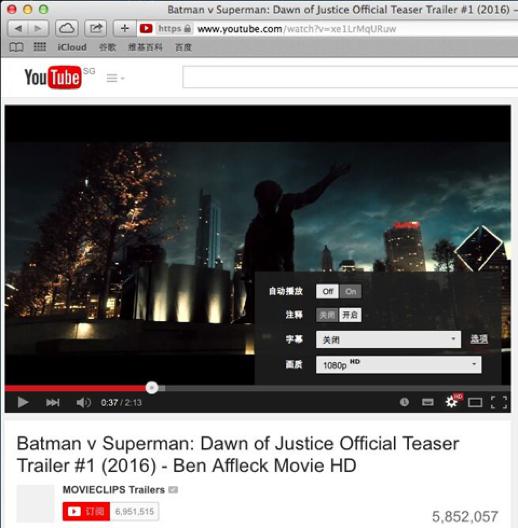 Batman v Superman: Dawn of Justice Official Teaser Trailer #1 (2016) –
https www.youtube.com/watch?v=xe1LrMqURuw
iCloud 谷歌 维基百科 百度
YouTube SG
自动播放 Off On
注释 关闭 开启
字幕 关闭 选项
画质 1080p HD
0:37 / 2:13 HD
Batman v Superman: Dawn of Justice Official Teaser
Trailer #1 (2016) - Ben Affleck Movie HD
MOVIECLIPS Trailers
订阅 6,951,515
5,852,057